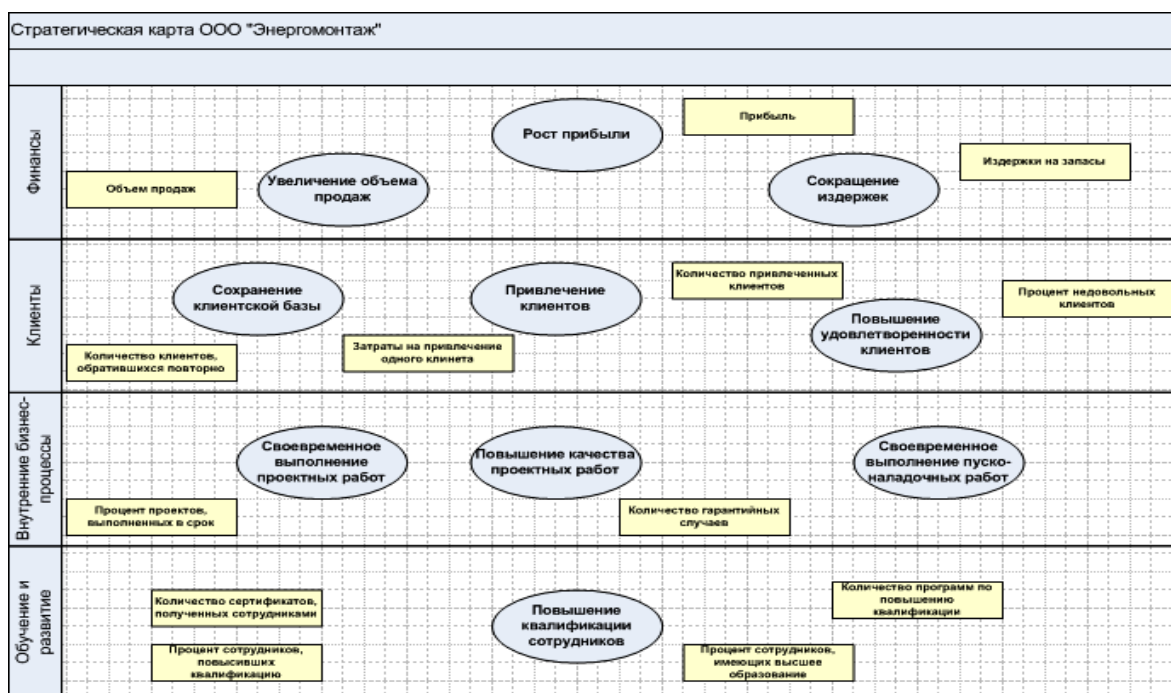 Стратегическая карта ООО "Энергомонтаж"
Финансы
Рост прибыли
Прибыль
Объем продаж
Увеличение объема
продаж
Сокращение
издержек
Издержки на запасы
Клиенты
Сохранение
клиентской базы
Количество клиентов,
обратившихся повторно
Затраты на привлечение
одного клинета
Привлечение
клиентов
Количество привлеченных
клиентов
Повышение
удовлетворенности
клиентов
Процент недовольных
клиентов
Внутренние бизнес-
процессы
Своевременное
выполнение
проектных работ
Процент проектов,
выполненных в срок
Повышение качества
проектных работ
Количество гарантийных
случаев
Своевременное
выполнение пуско-
наладочных работ
Обучение и
развитие
Количество сертификатов,
полученных сотрудниками
Процент сотрудников,
повысивших
квалификацию
Повышение
квалификации
сотрудников
Процент сотрудников,
имеющих высшее
образование
Количество программ по
повышению
квалификации